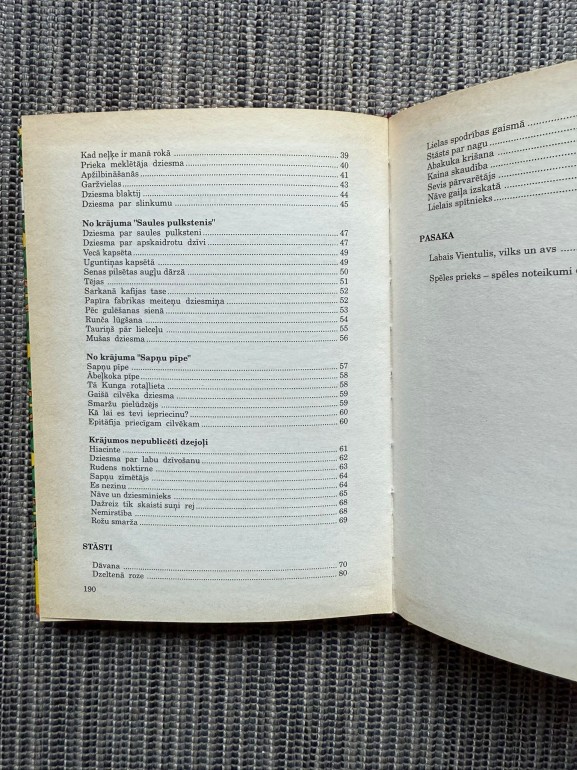 Kad neļķe ir manā rokā 39
Prieka meklētāja dziesma 40
Apžilbināšanās 41
Garžvielas 43
Dziesma blaktij 44
Dziesma par slinkumu 45
No krājuma "Saules pulkstenis"
Dziesma par saules pulksteni 47
Dziesma par apskaidrotu dzīvi 47
Vecā kapsēta 49
Uguntiņas kapsētā 49
Senas pilsētas augļu dārzā 50
Tējas 51
Sarkanā kafijas tase 52
Papīra fabrikas meiteņu dziesmiņa 52
Pēc gulēšanas sienā 53
Runča lūgšana 54
Tauriņš pār lielceļu 55
Mušas dziesma 56
No krājuma "Sapņu pīpe"
Sapņu pīpe 57
Ābeļkoka pīpe 58
Tā Kunga rotaļlieta 58
Gaišā cilvēka dziesma 59
Smaržu pielūdzējs 59
Kā lai es tevi iepriecinu? 60
Epitāfija priecīgam cilvēkam 60
Krājumos nepublicēti dzejoļi
Hiacinte 61
Dziesma par labu dzīvošanu 62
Rudens noktirne 63
Sapņu zīmētājs 64
Es nezinu 64
Nāve un dziesminieks 65
Dažreiz tik skaisti suņi rej 68
Nemirstība 68
Rožu smarža 69
STĀSTI
Dāvana 70
Dzeltenā roze 80
190
Lielas spodrības gaismā
Stāsts par nagu
Abakuka krišana
Kaina skaudība
Sevis pārvarētājs
Nāve gaiļa izskatā
Lielais spītnieks
PASAKA
Labais Vientulis, vilks un avs
Spēles prieks – spēles noteikumi